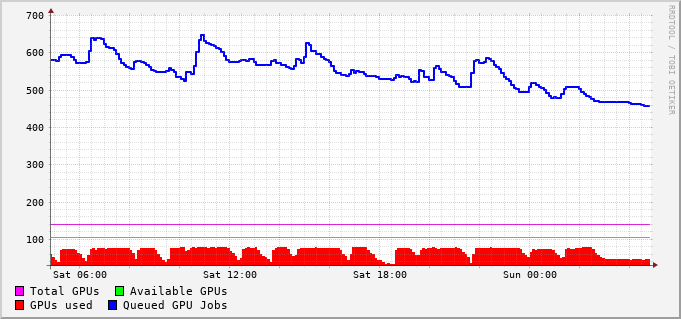 700
600
500
400
300
200
100
Sat 06:00 Sat 12:00 Sat 18:00 Sun 00:00
Total GPUs Available GPUs
GPUs used Queued GPU Jobs
RRDTOOL / TOBI OETIKER